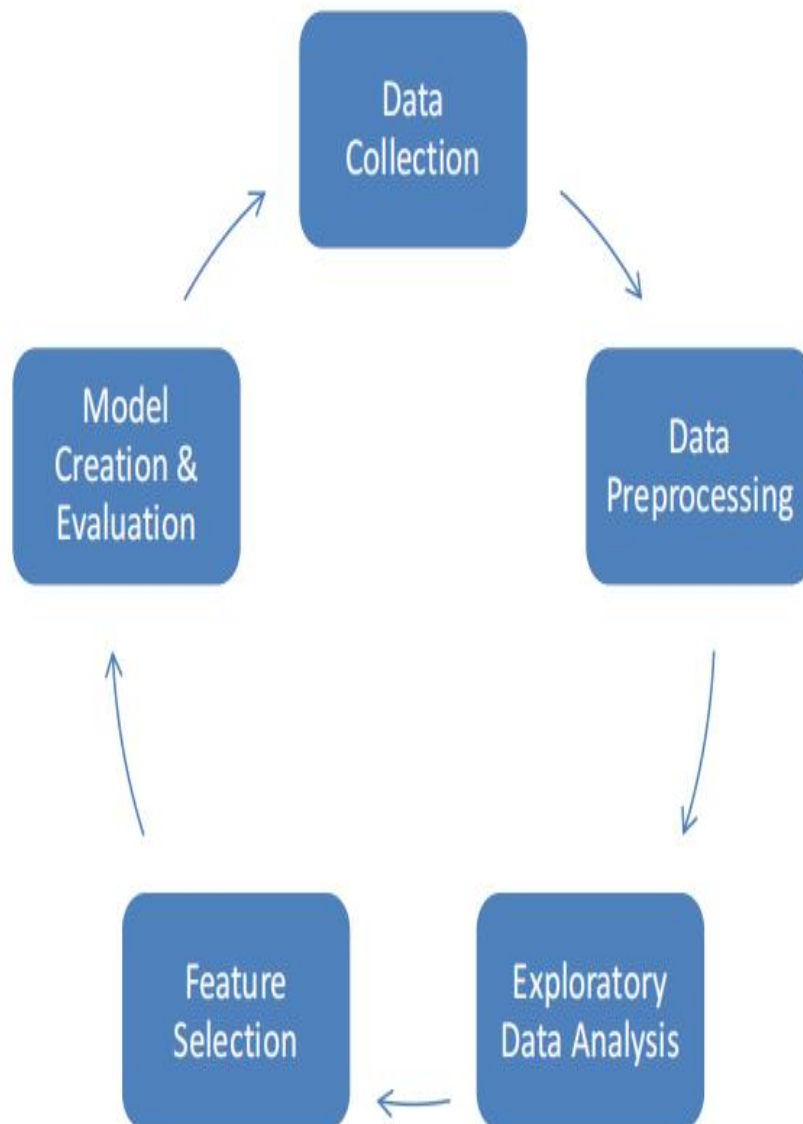 Data
Collection
Data
Preprocessing
Exploratory
Data Analysis
Feature
Selection
Model
Creation &
Evaluation